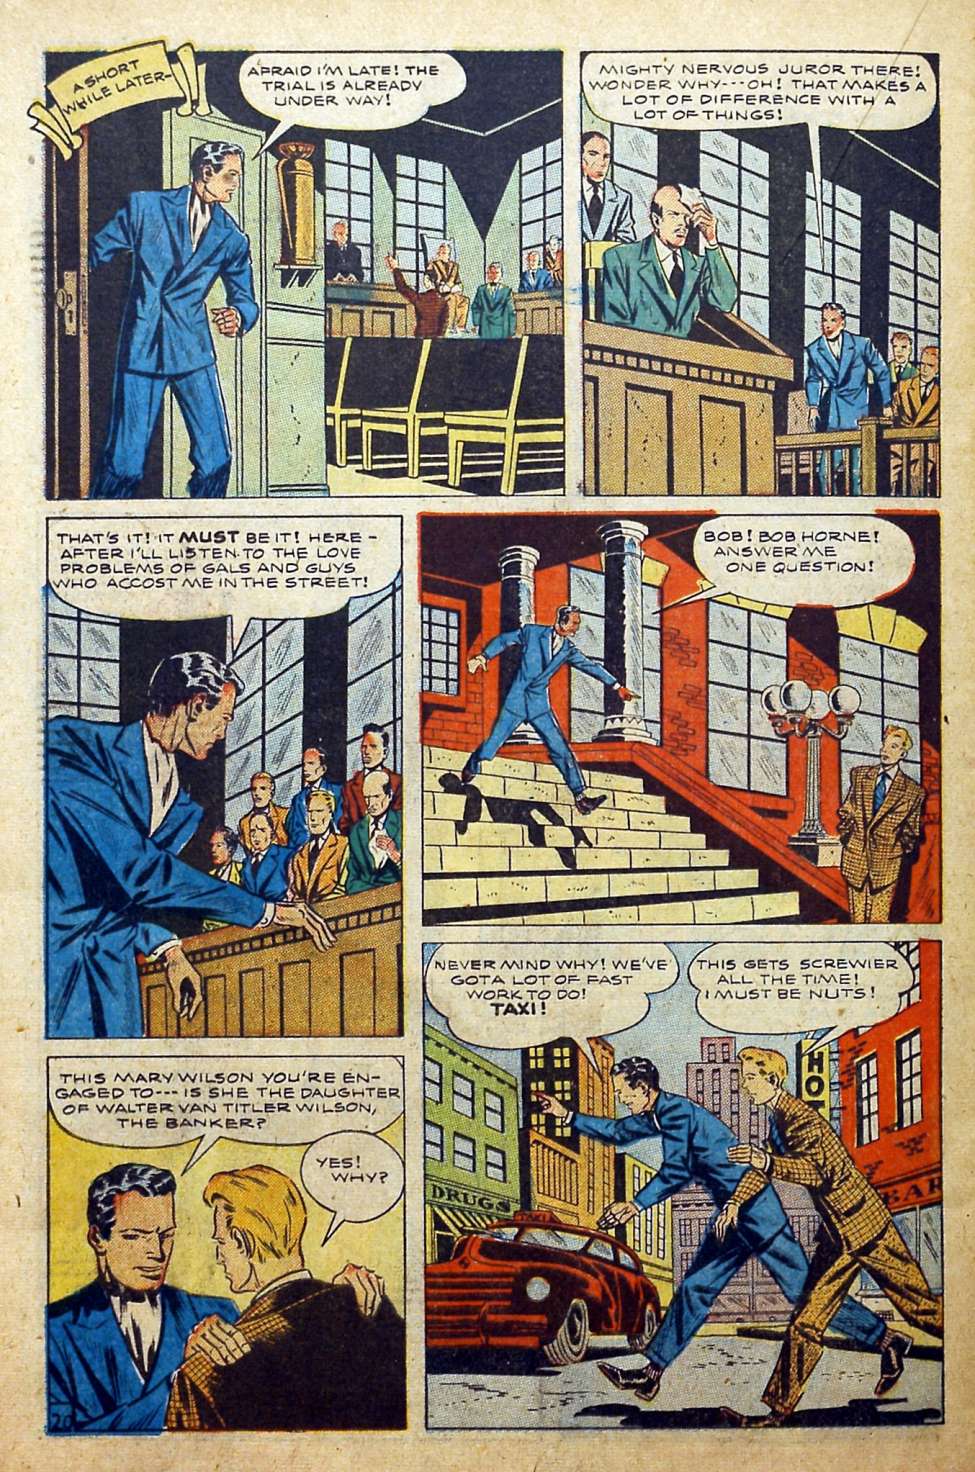 A SHORT
WHILE LATER-
AFRAID I'M LATE! THE
TRIAL IS ALREADY
UNDER WAY!
MIGHTY NERVOUS JUROR THERE!
WONDER WHY---OH! THAT MAKES A
LOT OF DIFFERENCE WITH A
LOT OF THINGS!
THAT'S IT! IT MUST BE IT! HERE-
AFTER I'LL LISTEN TO THE LOVE
PROBLEMS OF GALS AND GUYS
WHO ACCOST ME IN THE STREET!
BOB! BOB HORNE!
ANSWER ME
ONE QUESTION!
THIS MARY WILSON YOU'RE EN-
GAGED TO--- IS SHE THE DAUGHTER
OF WALTER VAN TITLER WILSON,
THE BANKER?
YES!
WHY?
20
NEVER MIND WHY! WE'VE
GOTA LOT OF FAST
WORK TO DO!
TAXI!
THIS GETS SCREWIER
ALL THE TIME!
I MUST BE NUTS!
HOT
DRUGS
BAR
TAXI